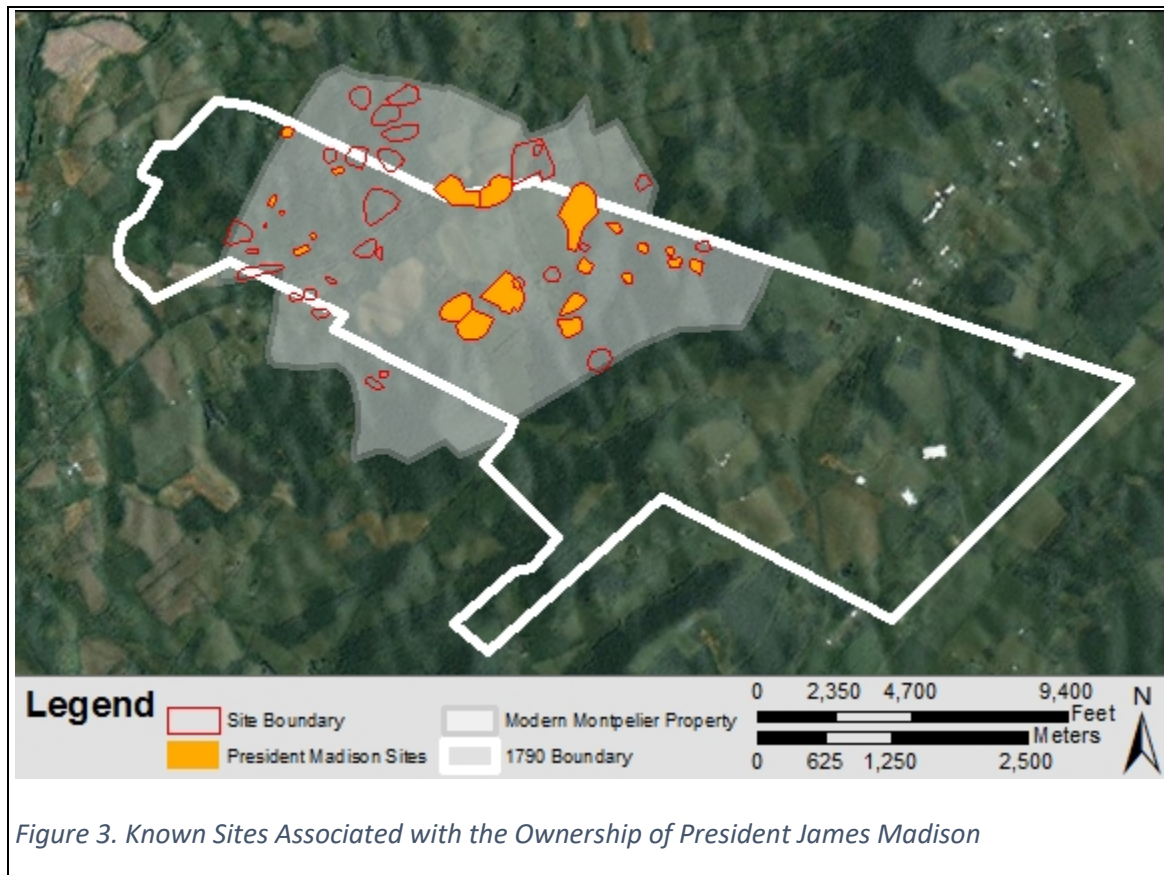 Legend
Site Boundary
President Madison Sites
Modern Montpelier Property
1790 Boundary
0 2,350 4,700 9,400
Feet
Meters
0 625 1,250 2,500
N
Figure 3. Known Sites Associated with the Ownership of President James Madison